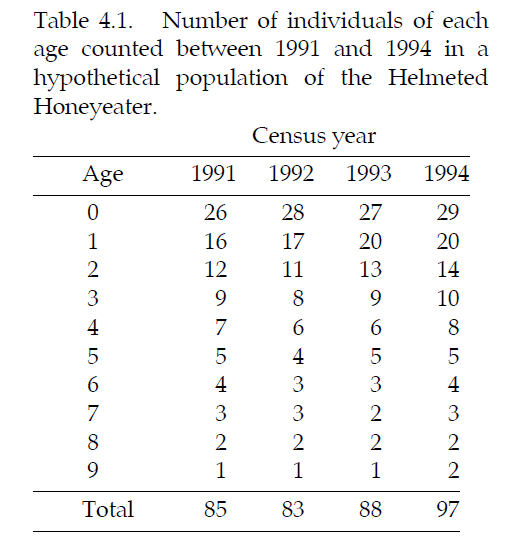 Table 4.1. Number of individuals of each
age counted between 1991 and 1994 in a
hypothetical population of the Helmeted
Honeyeater.
Census year
Age 1991 1992 1993 1994
0 26 28 27 29
1 16 17 20 20
2 12 11 13 14
3 9 8 9 10
4 7 6 6 8
5 5 4 5 5
6 4 3 3 4
7 3 3 2 3
8 2 2 2 2
9 1 1 1 2
Total 85 83 88 97